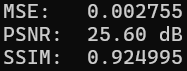 MSE:   0.002755
PSNR:  25.60 dB
SSIM:  0.924995